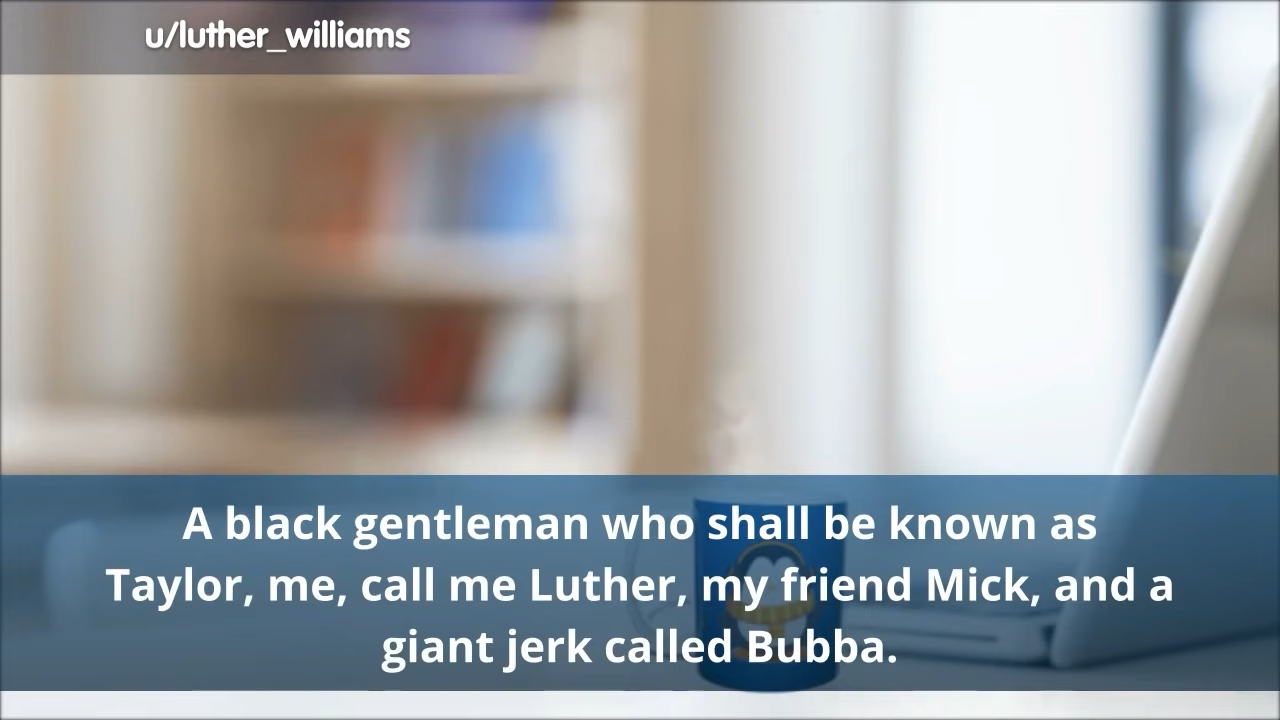 u/luther_williams
A black gentleman who shall be known as
Taylor, me, call me Luther, my friend Mick, and a
giant jerk called Bubba.